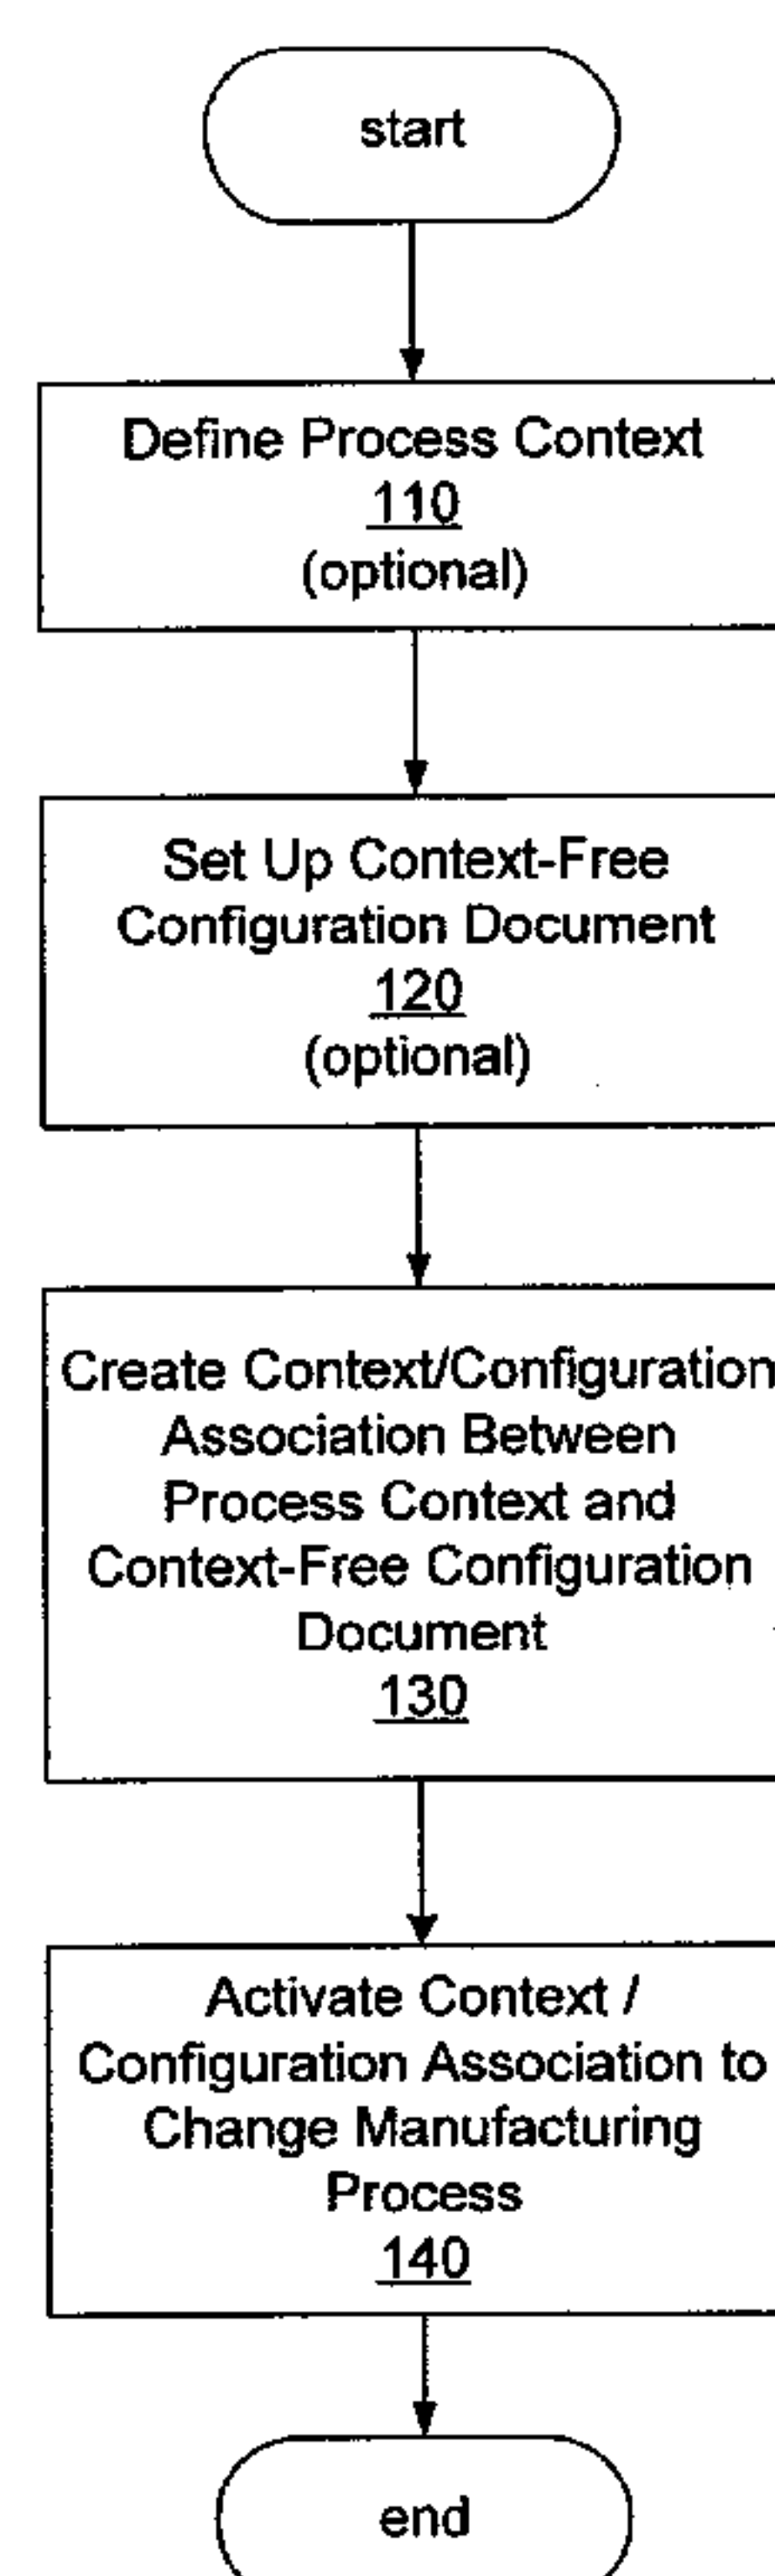 start
Define Process Context
110
(optional)
Set Up Context-Free
Configuration Document
120
(optional)
Create Context/Configuration
Association Between
Process Context and
Context-Free Configuration
Document
130
Activate Context /
Configuration Association to
Change Manufacturing
Process
140
end